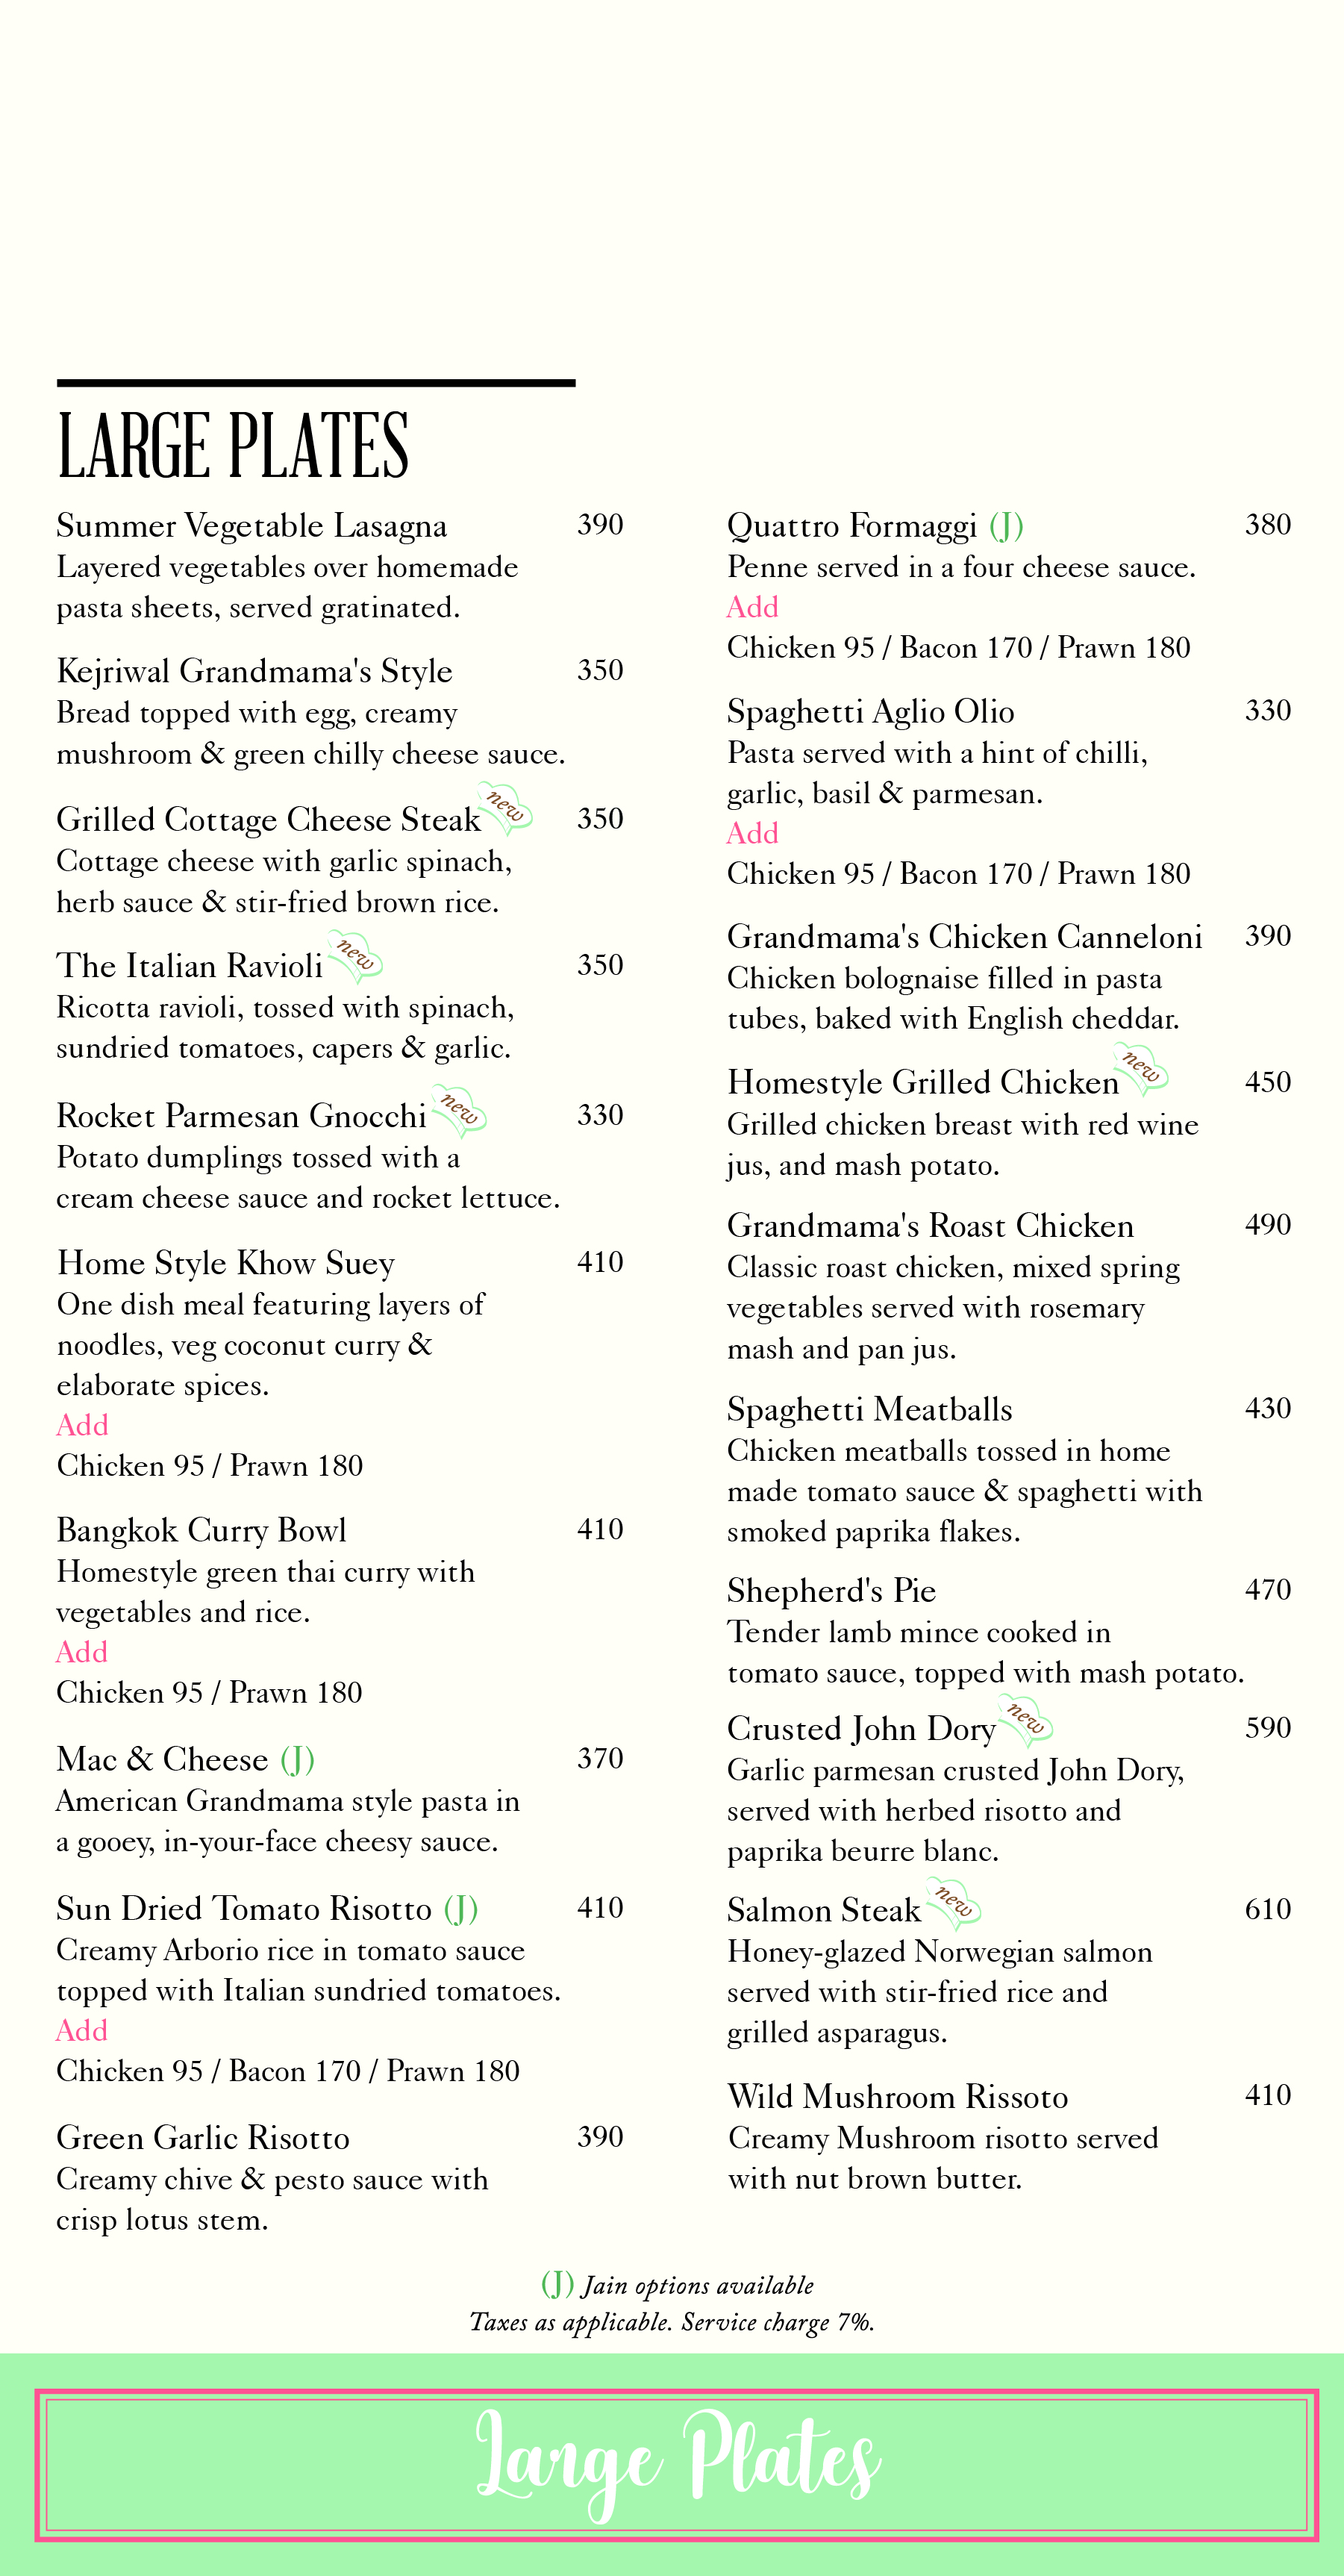 LARGE PLATES
Summer Vegetable Lasagna 390
Layered vegetables over homemade
pasta sheets, served gratinated.
Kejriwal Grandmama's Style 350
Bread topped with egg, creamy
mushroom & green chilly cheese sauce.
Grilled Cottage Cheese Steak new 350
Cottage cheese with garlic spinach,
herb sauce & stir-fried brown rice.
The Italian Ravioli new 350
Ricotta ravioli, tossed with spinach,
sundried tomatoes, capers & garlic.
Rocket Parmesan Gnocchi new 330
Potato dumplings tossed with a
cream cheese sauce and rocket lettuce.
Home Style Khow Suey 410
One dish meal featuring layers of
noodles, veg coconut curry &
elaborate spices.
Add
Chicken 95 / Prawn 180
Bangkok Curry Bowl 410
Homestyle green thai curry with
vegetables and rice.
Add
Chicken 95 / Prawn 180
Mac & Cheese (J) 370
American Grandmama style pasta in
a gooey, in-your-face cheesy sauce.
Sun Dried Tomato Risotto (J) 410
Creamy Arborio rice in tomato sauce
topped with Italian sundried tomatoes.
Add
Chicken 95 / Bacon 170 / Prawn 180
Green Garlic Risotto 390
Creamy chive & pesto sauce with
crisp lotus stem.
Quattro Formaggi (J) 380
Penne served in a four cheese sauce.
Add
Chicken 95 / Bacon 170 / Prawn 180
Spaghetti Aglio Olio 330
Pasta served with a hint of chilli,
garlic, basil & parmesan.
Add
Chicken 95 / Bacon 170 / Prawn 180
Grandmama's Chicken Canneloni 390
Chicken bolognaise filled in pasta
tubes, baked with English cheddar.
Homestyle Grilled Chicken new 450
Grilled chicken breast with red wine
jus, and mash potato.
Grandmama's Roast Chicken 490
Classic roast chicken, mixed spring
vegetables served with rosemary
mash and pan jus.
Spaghetti Meatballs 430
Chicken meatballs tossed in home
made tomato sauce & spaghetti with
smoked paprika flakes.
Shepherd's Pie 470
Tender lamb mince cooked in
tomato sauce, topped with mash potato.
Crusted John Dory new 590
Garlic parmesan crusted John Dory,
served with herbed risotto and
paprika beurre blanc.
Salmon Steak new 610
Honey-glazed Norwegian salmon
served with stir-fried rice and
grilled asparagus.
Wild Mushroom Rissoto 410
Creamy Mushroom risotto served
with nut brown butter.
(J) Jain options available
Taxes as applicable. Service charge 7%.
Large Plates